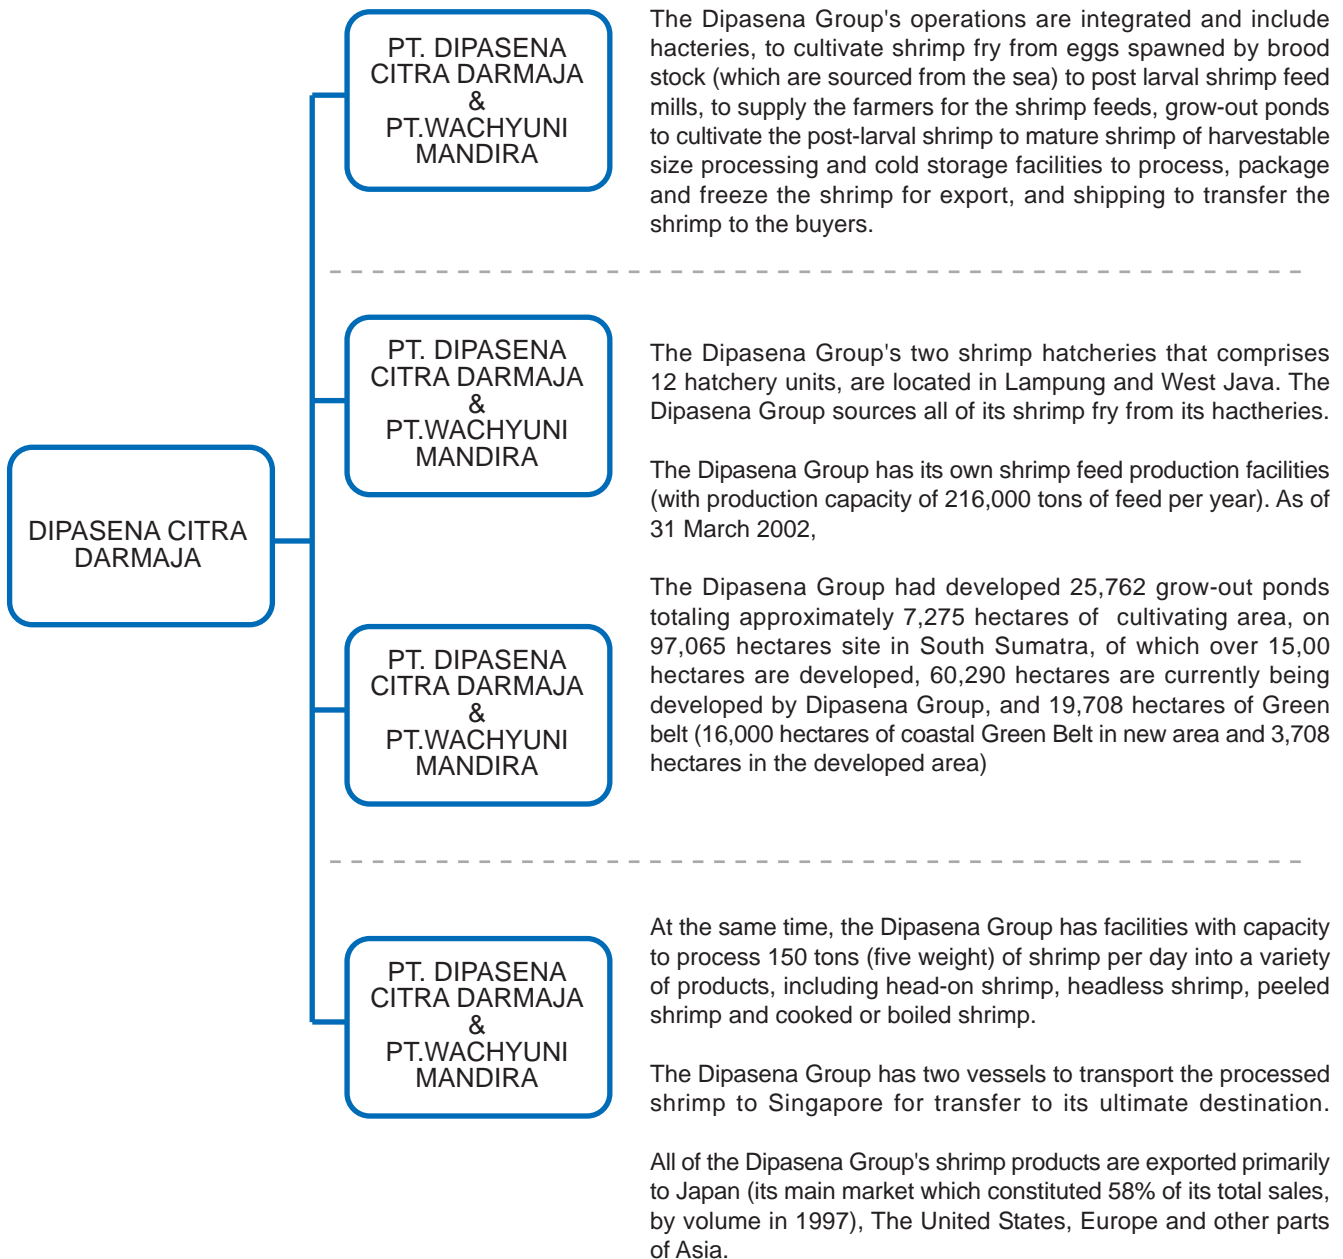 PT. DIPASENA
CITRA DARMAJA
&
PT.WACHYUNI
MANDIRA
The Dipasena Group's operations are integrated and include
hacteries, to cultivate shrimp fry from eggs spawned by brood
stock (which are sourced from the sea) to post larval shrimp feed
mills, to supply the farmers for the shrimp feeds, grow-out ponds
to cultivate the post-larval shrimp to mature shrimp of harvestable
size processing and cold storage facilities to process, package
and freeze the shrimp for export, and shipping to transfer the
shrimp to the buyers.
DIPASENA CITRA
DARMAJA
PT. DIPASENA
CITRA DARMAJA
&
PT.WACHYUNI
MANDIRA
The Dipasena Group's two shrimp hatcheries that comprises
12 hatchery units, are located in Lampung and West Java. The
Dipasena Group sources all of its shrimp fry from its hactheries.
The Dipasena Group has its own shrimp feed production facilities
(with production capacity of 216,000 tons of feed per year). As of
31 March 2002,
PT. DIPASENA
CITRA DARMAJA
&
PT.WACHYUNI
MANDIRA
The Dipasena Group had developed 25,762 grow-out ponds
totaling approximately 7,275 hectares of cultivating area, on
97,065 hectares site in South Sumatra, of which over 15,00
hectares are developed, 60,290 hectares are currently being
developed by Dipasena Group, and 19,708 hectares of Green
belt (16,000 hectares of coastal Green Belt in new area and 3,708
hectares in the developed area)
PT. DIPASENA
CITRA DARMAJA
&
PT.WACHYUNI
MANDIRA
At the same time, the Dipasena Group has facilities with capacity
to process 150 tons (five weight) of shrimp per day into a variety
of products, including head-on shrimp, headless shrimp, peeled
shrimp and cooked or boiled shrimp.
The Dipasena Group has two vessels to transport the processed
shrimp to Singapore for transfer to its ultimate destination.
All of the Dipasena Group's shrimp products are exported primarily
to Japan (its main market which constituted 58% of its total sales,
by volume in 1997), The United States, Europe and other parts
of Asia.